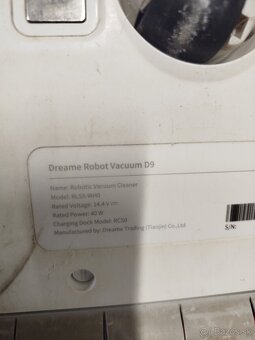 Dreame Robot Vacuum D9
Name: Robotic Vacuum Cleaner
Model: RLS5-WH0
Rated Voltage: 14.4 V
Rated Power: 40 W
Charging Dock Model: RCS0
Manufactured by: Dreame Trading (Tianjin) Co.,Ltd
S/N: